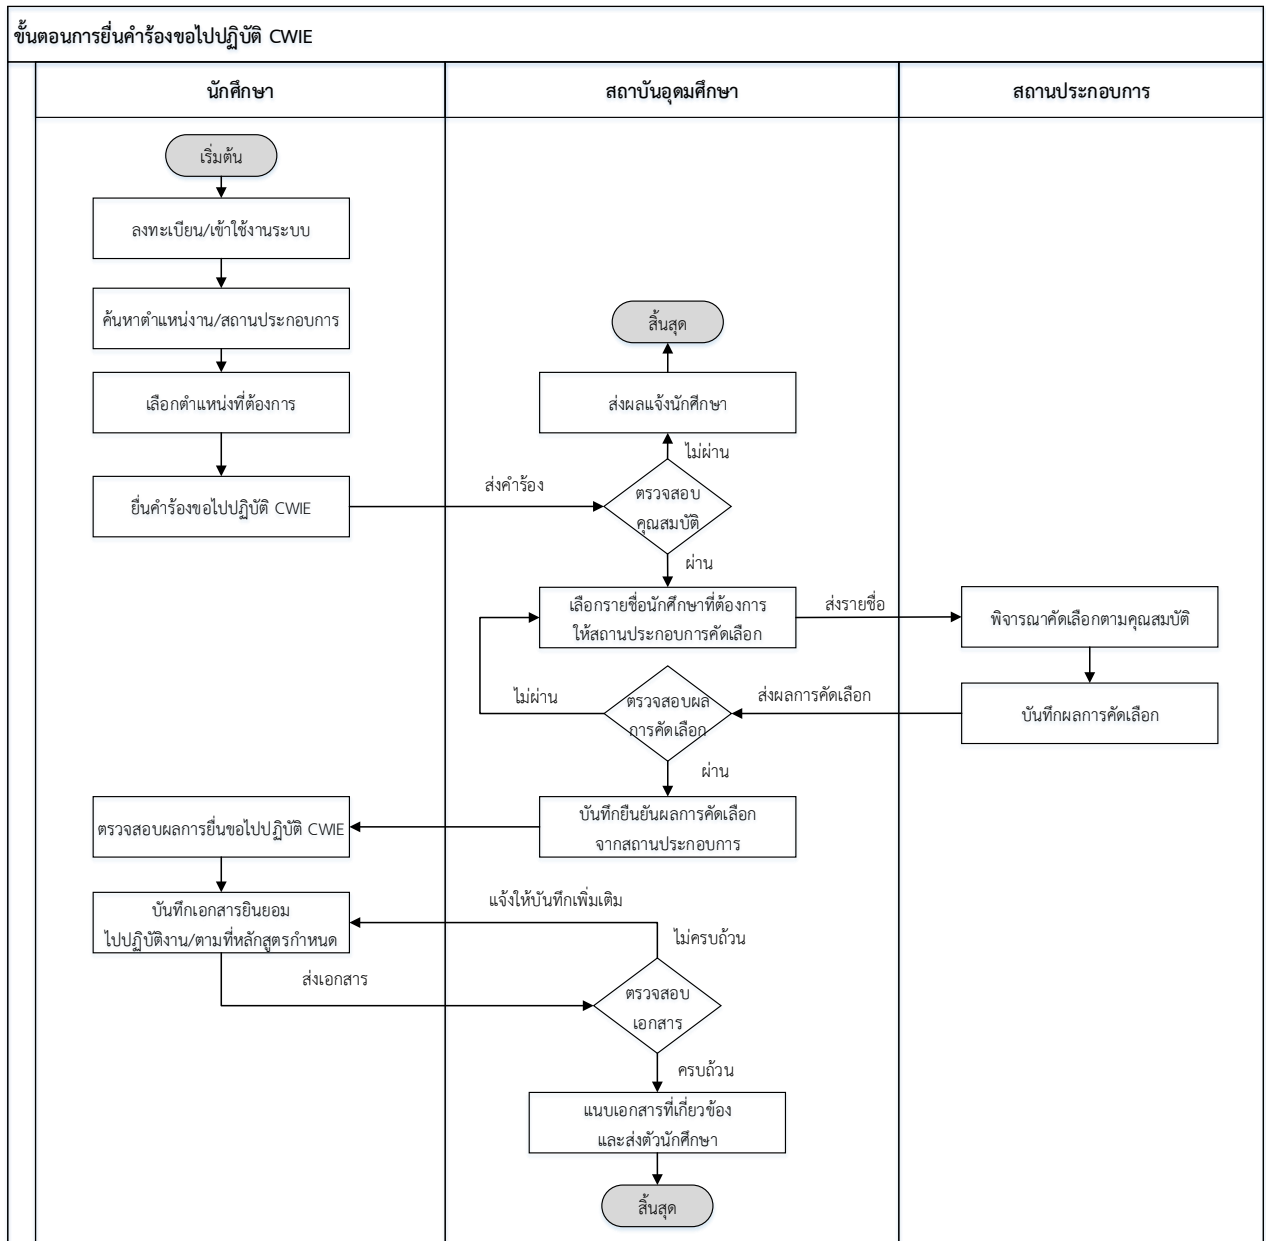 ขั้นตอนการยื่นคำร้องขอไปปฏิบัติ CWIE
นักศึกษา
สถาบันอุดมศึกษา
สถานประกอบการ
เริ่มต้น
ลงทะเบียน/เข้าใช้งานระบบ
ค้นหาตำแหน่งงาน/สถานประกอบการ
สิ้นสุด
เลือกตำแหน่งที่ต้องการ
ส่งผลแจ้งนักศึกษา
ไม่ผ่าน
ยื่นคำร้องขอไปปฏิบัติ CWIE
ส่งคำร้อง
ตรวจสอบ
คุณสมบัติ
ผ่าน
เลือกรายชื่อนักศึกษาที่ต้องการ
ให้สถานประกอบการคัดเลือก
ส่งรายชื่อ
พิจารณาคัดเลือกตามคุณสมบัติ
ไม่ผ่าน
ตรวจสอบผล
การคัดเลือก
ส่งผลการคัดเลือก
บันทึกผลการคัดเลือก
ผ่าน
ตรวจสอบผลการยื่นขอไปปฏิบัติ CWIE
บันทึกยืนยันผลการคัดเลือก
จากสถานประกอบการ
บันทึกเอกสารยินยอม
ไปปฏิบัติงาน/ตามที่หลักสูตรกำหนด
แจ้งให้บันทึกเพิ่มเติม
ไม่ครบถ้วน
ส่งเอกสาร
ตรวจสอบ
เอกสาร
ครบถ้วน
แนบเอกสารที่เกี่ยวข้อง
และส่งตัวนักศึกษา
สิ้นสุด